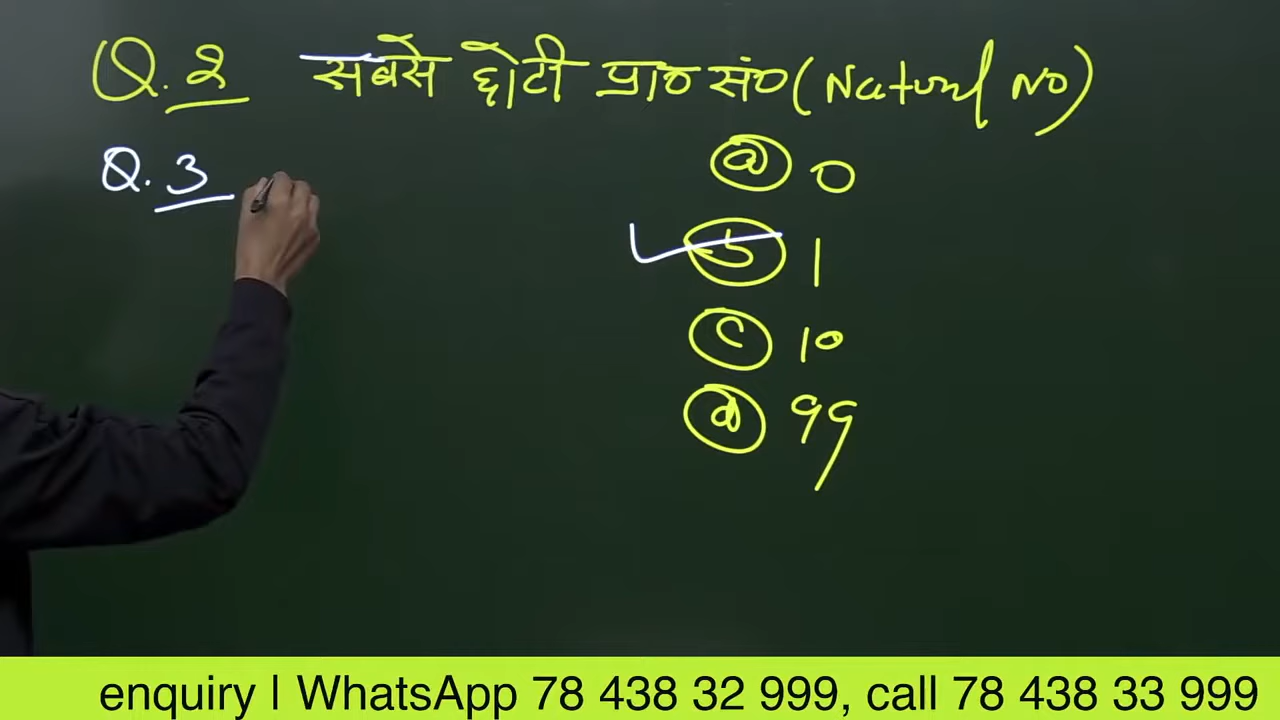 Q. 2 सबसे छोटी प्रा० सं० (Natural No)
Q. 3
(a) 0
(b) 1
(c) 10
(d) 99
enquiry | WhatsApp 78 438 32 999, call 78 438 33 999